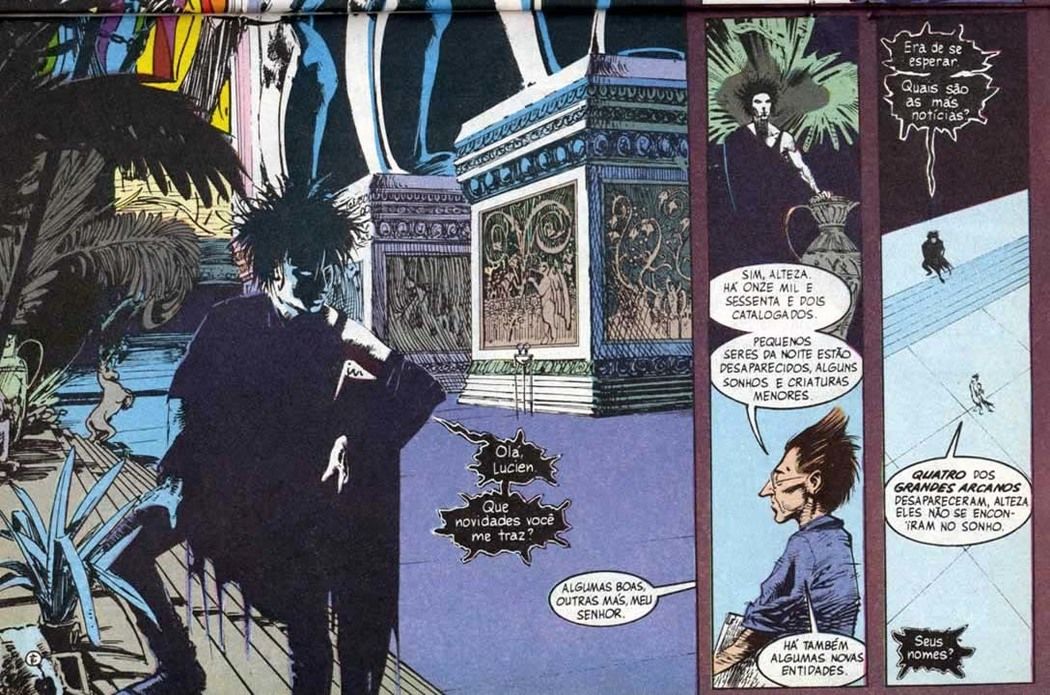 Olá,
Lucien.
Que
novidades você
me traz?
ALGUMAS BOAS,
OUTRAS MÁS, MEU
SENHOR.
SIM, ALTEZA.
HÁ ONZE MIL E
SESSENTA E DOIS
CATALOGADOS.
PEQUENOS
SERES DA NOITE ESTÃO
DESAPARECIDOS, ALGUNS
SONHOS E CRIATURAS
MENORES.
HÁ TAMBÉM
ALGUMAS NOVAS
ENTIDADES.
Era de se
esperar.
Quais são
as más
notícias?
QUATRO DOS
GRANDES ARCANOS
DESAPARECERAM, ALTEZA
ELES NÃO SE ENCON-
TRAM NO SONHO.
Seus
nomes?